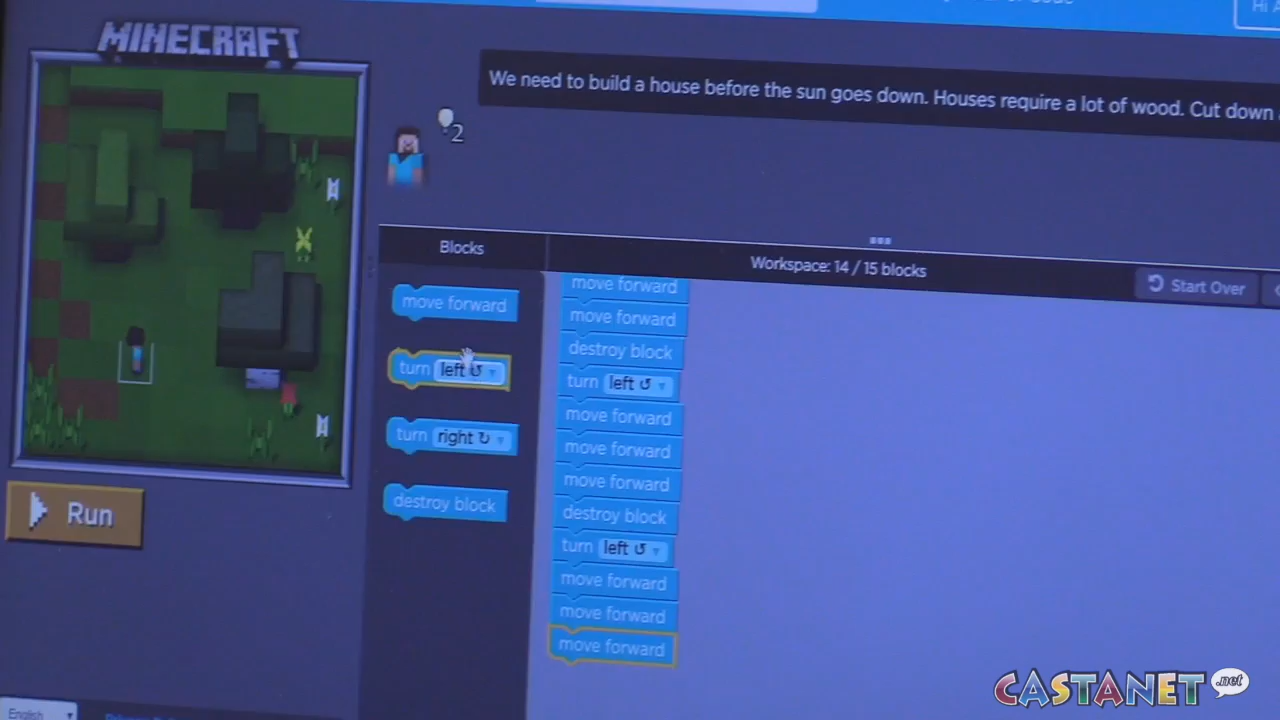 Hi A
MINECRAFT
We need to build a house before the sun goes down. Houses require a lot of wood. Cut down
2
Blocks
Workspace: 14 / 15 blocks
Start Over
move forward
turn left ↺
turn right ↻
destroy block
move forward
move forward
destroy block
turn left ↺
move forward
move forward
move forward
destroy block
turn left ↺
move forward
move forward
move forward
Run
English
CASTANET.net